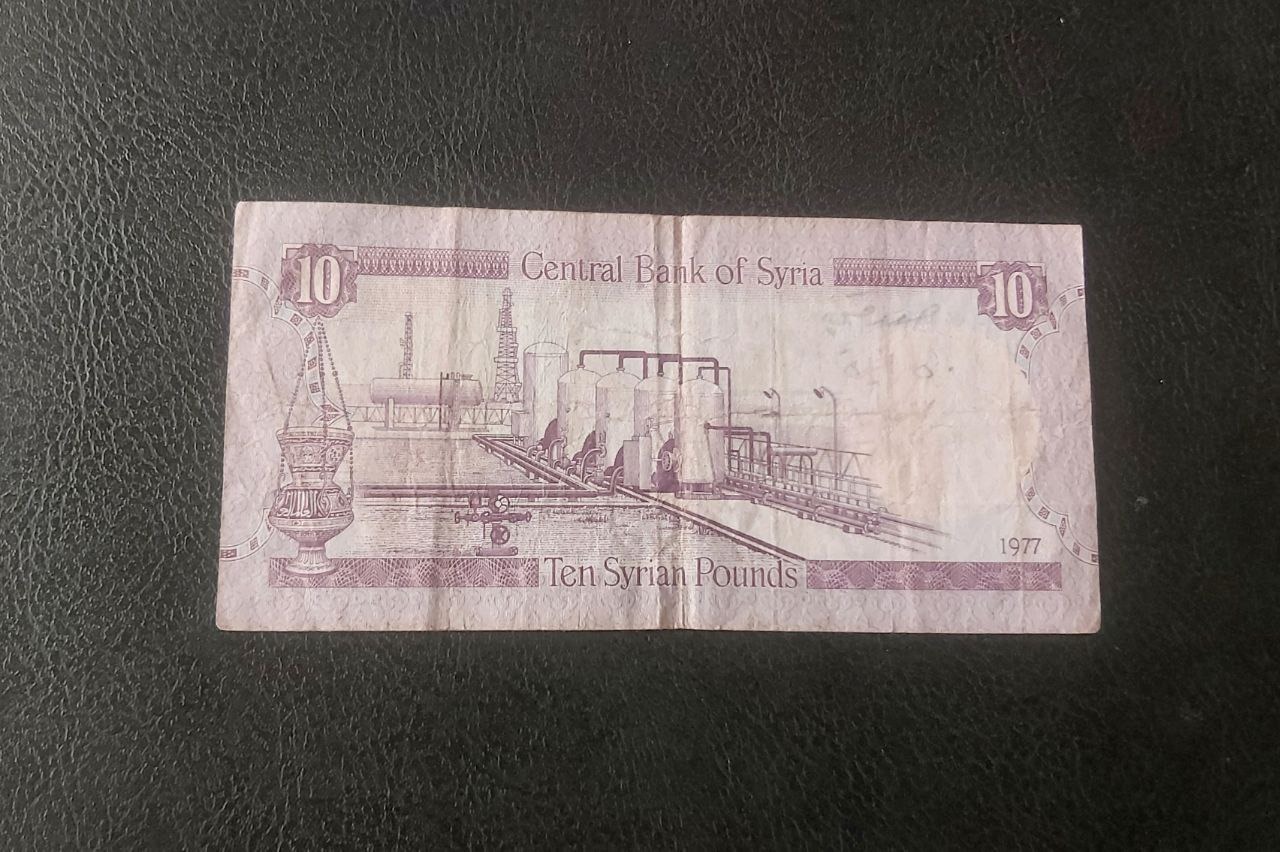 10 Central Bank of Syria 10
1977
Ten Syrian Pounds